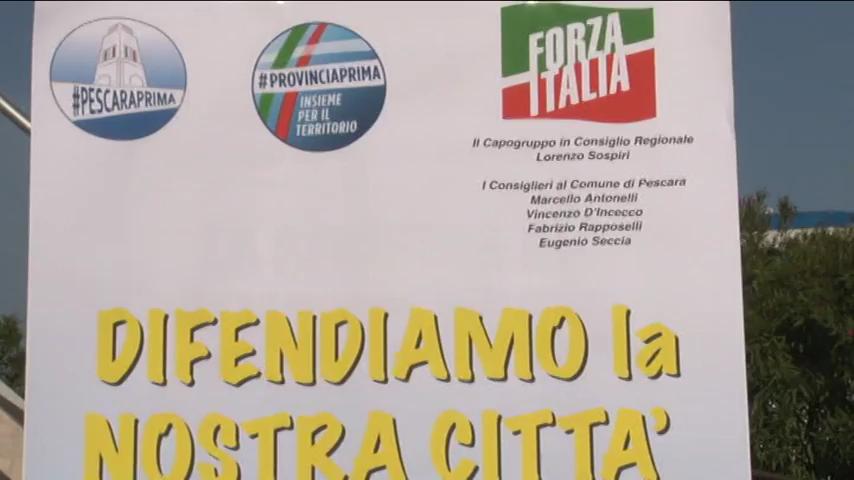 #PESCARAPRIMA
#PROVINCIAPRIMA
INSIEME
PER IL
TERRITORIO
FORZA
ITALIA
Il Capogruppo in Consiglio Regionale
Lorenzo Sospiri
I Consiglieri al Comune di Pescara
Marcello Antonelli
Vincenzo D'Incecco
Fabrizio Rapposelli
Eugenio Seccia
DIFENDIAMO la
NOSTRA CITTA'